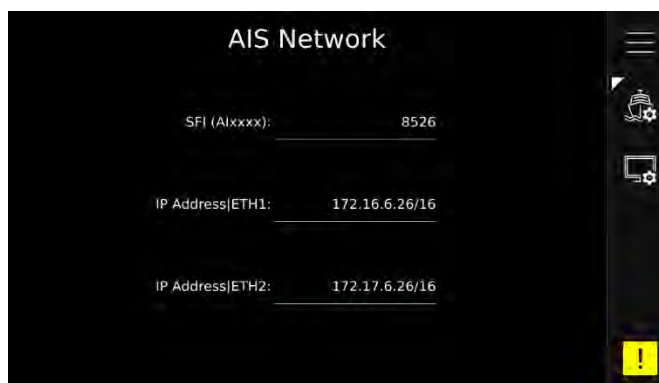 AIS Network
SFI (AIxxxx): 8526
IP Address|ETH1: 172.16.6.26/16
IP Address|ETH2: 172.17.6.26/16
!